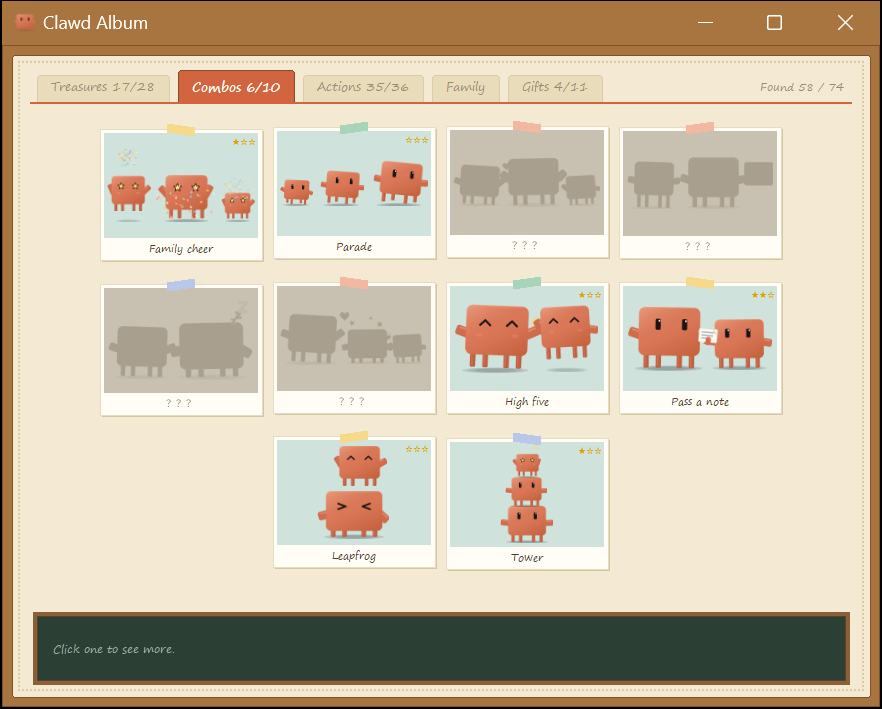 Clawd Album
Treasures 17/28
Combos 6/10
Actions 35/36
Family
Gifts 4/11
Found 58 / 74
★☆☆
☆☆☆
Family cheer
Parade
? ? ?
? ? ?
z
★☆☆
★★☆
? ? ?
? ? ?
High five
Pass a note
☆☆☆
★☆☆
Leapfrog
Tower
Click one to see more.